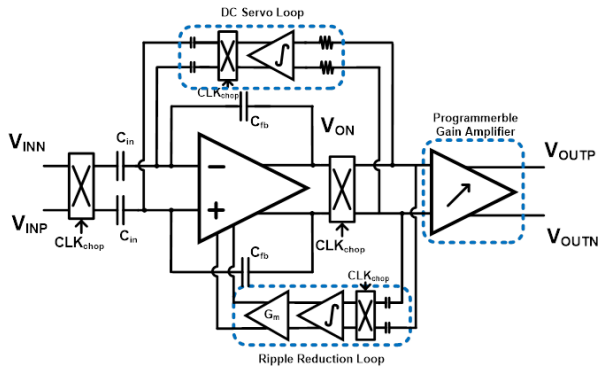 DC Servo Loop
∫
CLKchop
Cfb
VON
Programmerble
Gain Amplifier
VINN
Cin
VOUTP
VINP
Cin
CLKchop
CLKchop
VOUTN
Cfb
CLKchop
Gm
∫
Ripple Reduction Loop